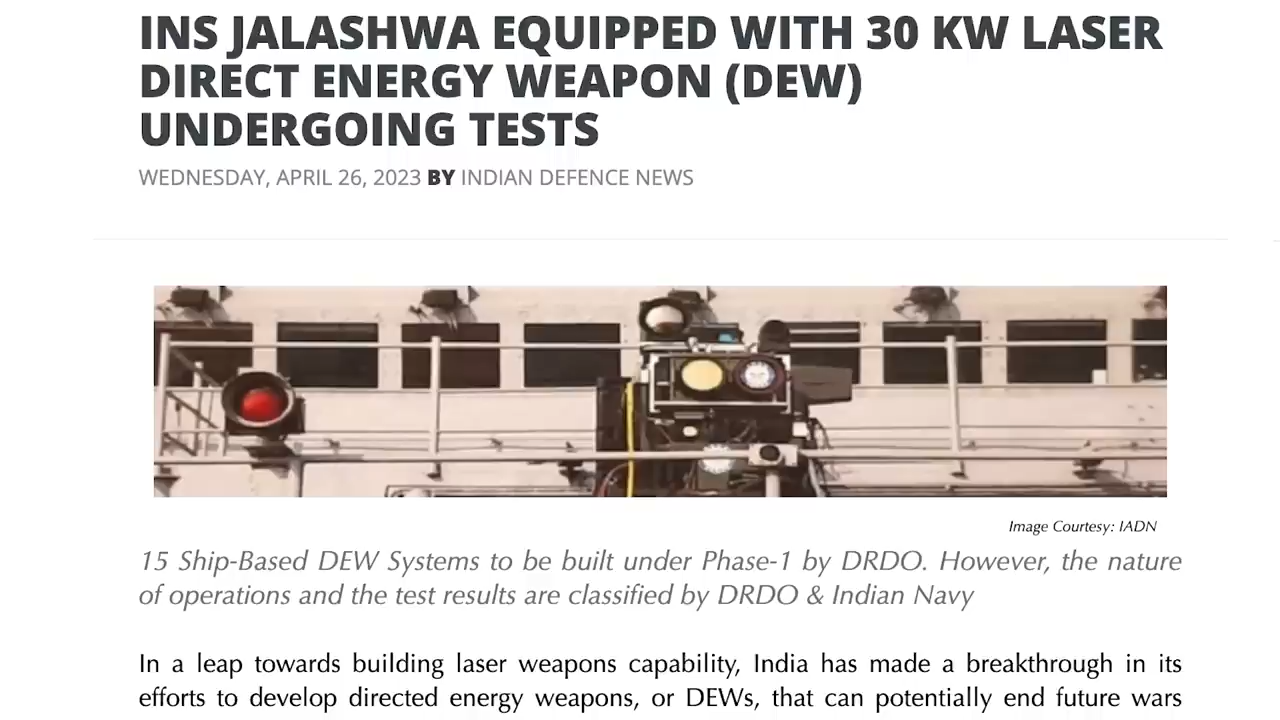 INS JALASHWA EQUIPPED WITH 30 KW LASER
DIRECT ENERGY WEAPON (DEW)
UNDERGOING TESTS
WEDNESDAY, APRIL 26, 2023 BY INDIAN DEFENCE NEWS
Image Courtesy: IADN
15 Ship-Based DEW Systems to be built under Phase-1 by DRDO. However, the nature
of operations and the test results are classified by DRDO & Indian Navy
In a leap towards building laser weapons capability, India has made a breakthrough in its
efforts to develop directed energy weapons, or DEWs, that can potentially end future wars